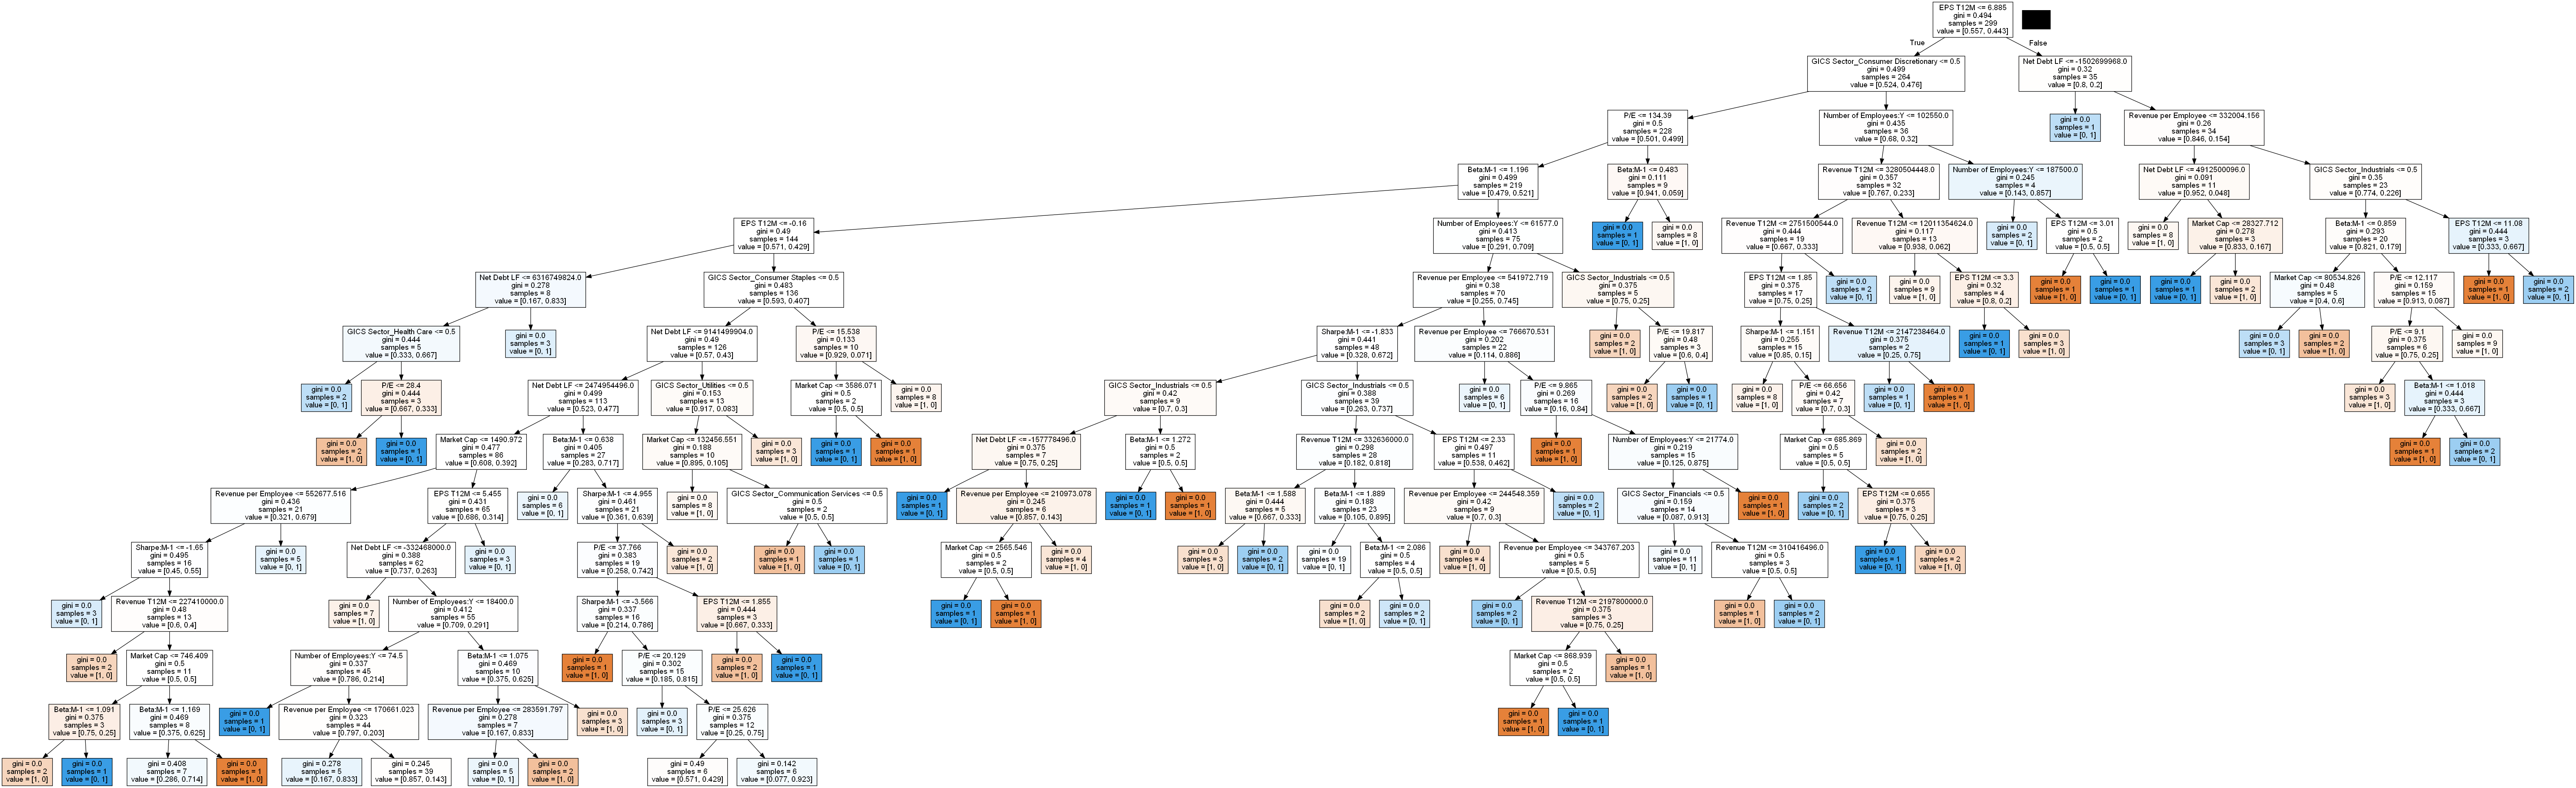 EPS T12M <= 6.885
gini = 0.494
samples = 299
value = [0.557, 0.443]
True
False
GICS Sector_Consumer Discretionary <= 0.5
gini = 0.499
samples = 264
value = [0.524, 0.476]
Net Debt LF <= -1502699968.0
gini = 0.32
samples = 35
value = [0.8, 0.2]
P/E <= 134.39
gini = 0.5
samples = 228
value = [0.501, 0.499]
Number of Employees:Y <= 102550.0
gini = 0.435
samples = 36
value = [0.68, 0.32]
gini = 0.0
samples = 1
value = [0, 1]
Revenue per Employee <= 332004.156
gini = 0.26
samples = 34
value = [0.846, 0.154]
Beta:M-1 <= 1.196
gini = 0.499
samples = 219
value = [0.479, 0.521]
Beta:M-1 <= 0.483
gini = 0.111
samples = 9
value = [0.941, 0.059]
Revenue T12M <= 3280504448.0
gini = 0.357
samples = 32
value = [0.767, 0.233]
Number of Employees:Y <= 187500.0
gini = 0.245
samples = 4
value = [0.143, 0.857]
Net Debt LF <= 4912500096.0
gini = 0.091
samples = 11
value = [0.952, 0.048]
GICS Sector_Industrials <= 0.5
gini = 0.35
samples = 23
value = [0.774, 0.226]
EPS T12M <= -0.16
gini = 0.49
samples = 144
value = [0.571, 0.429]
Number of Employees:Y <= 61577.0
gini = 0.413
samples = 75
value = [0.291, 0.709]
gini = 0.0
samples = 1
value = [0, 1]
gini = 0.0
samples = 8
value = [1, 0]
Revenue T12M <= 2751500544.0
gini = 0.444
samples = 19
value = [0.667, 0.333]
Revenue T12M <= 12011354624.0
gini = 0.117
samples = 13
value = [0.938, 0.062]
gini = 0.0
samples = 2
value = [0, 1]
EPS T12M <= 3.01
gini = 0.5
samples = 2
value = [0.5, 0.5]
gini = 0.0
samples = 8
value = [1, 0]
Market Cap <= 28327.712
gini = 0.278
samples = 3
value = [0.833, 0.167]
Beta:M-1 <= 0.859
gini = 0.293
samples = 20
value = [0.821, 0.179]
EPS T12M <= 11.08
gini = 0.444
samples = 3
value = [0.333, 0.667]
Net Debt LF <= 6316749824.0
gini = 0.278
samples = 8
value = [0.167, 0.833]
GICS Sector_Consumer Staples <= 0.5
gini = 0.483
samples = 136
value = [0.593, 0.407]
Revenue per Employee <= 541972.719
gini = 0.38
samples = 70
value = [0.255, 0.745]
GICS Sector_Industrials <= 0.5
gini = 0.375
samples = 5
value = [0.75, 0.25]
EPS T12M <= 1.85
gini = 0.375
samples = 17
value = [0.75, 0.25]
gini = 0.0
samples = 2
value = [0, 1]
gini = 0.0
samples = 9
value = [1, 0]
EPS T12M <= 3.3
gini = 0.32
samples = 4
value = [0.8, 0.2]
gini = 0.0
samples = 1
value = [1, 0]
gini = 0.0
samples = 1
value = [0, 1]
gini = 0.0
samples = 1
value = [0, 1]
gini = 0.0
samples = 2
value = [1, 0]
Market Cap <= 80534.826
gini = 0.48
samples = 5
value = [0.4, 0.6]
P/E <= 12.117
gini = 0.159
samples = 15
value = [0.913, 0.087]
gini = 0.0
samples = 1
value = [1, 0]
gini = 0.0
samples = 2
value = [0, 1]
GICS Sector_Health Care <= 0.5
gini = 0.444
samples = 5
value = [0.333, 0.667]
gini = 0.0
samples = 3
value = [0, 1]
Net Debt LF <= 9141499904.0
gini = 0.49
samples = 126
value = [0.57, 0.43]
P/E <= 15.538
gini = 0.133
samples = 10
value = [0.929, 0.071]
Sharpe:M-1 <= -1.833
gini = 0.441
samples = 48
value = [0.328, 0.672]
Revenue per Employee <= 766670.531
gini = 0.202
samples = 22
value = [0.114, 0.886]
gini = 0.0
samples = 2
value = [1, 0]
P/E <= 19.817
gini = 0.48
samples = 3
value = [0.6, 0.4]
Sharpe:M-1 <= 1.151
gini = 0.255
samples = 15
value = [0.85, 0.15]
Revenue T12M <= 2147238464.0
gini = 0.375
samples = 2
value = [0.25, 0.75]
gini = 0.0
samples = 1
value = [0, 1]
gini = 0.0
samples = 3
value = [1, 0]
gini = 0.0
samples = 3
value = [0, 1]
gini = 0.0
samples = 2
value = [1, 0]
P/E <= 9.1
gini = 0.375
samples = 6
value = [0.75, 0.25]
gini = 0.0
samples = 9
value = [1, 0]
gini = 0.0
samples = 2
value = [0, 1]
P/E <= 28.4
gini = 0.444
samples = 3
value = [0.667, 0.333]
Net Debt LF <= 2474954496.0
gini = 0.499
samples = 113
value = [0.523, 0.477]
GICS Sector_Utilities <= 0.5
gini = 0.153
samples = 13
value = [0.917, 0.083]
Market Cap <= 3586.071
gini = 0.5
samples = 2
value = [0.5, 0.5]
gini = 0.0
samples = 8
value = [1, 0]
GICS Sector_Industrials <= 0.5
gini = 0.42
samples = 9
value = [0.7, 0.3]
GICS Sector_Industrials <= 0.5
gini = 0.388
samples = 39
value = [0.263, 0.737]
gini = 0.0
samples = 6
value = [0, 1]
P/E <= 9.865
gini = 0.269
samples = 16
value = [0.16, 0.84]
gini = 0.0
samples = 2
value = [1, 0]
gini = 0.0
samples = 1
value = [0, 1]
gini = 0.0
samples = 8
value = [1, 0]
P/E <= 66.656
gini = 0.42
samples = 7
value = [0.7, 0.3]
gini = 0.0
samples = 1
value = [0, 1]
gini = 0.0
samples = 1
value = [1, 0]
gini = 0.0
samples = 3
value = [1, 0]
Beta:M-1 <= 1.018
gini = 0.444
samples = 3
value = [0.333, 0.667]
gini = 0.0
samples = 2
value = [1, 0]
gini = 0.0
samples = 1
value = [0, 1]
Market Cap <= 1490.972
gini = 0.477
samples = 86
value = [0.608, 0.392]
Beta:M-1 <= 0.638
gini = 0.405
samples = 27
value = [0.283, 0.717]
Market Cap <= 132456.551
gini = 0.188
samples = 10
value = [0.895, 0.105]
gini = 0.0
samples = 3
value = [1, 0]
gini = 0.0
samples = 1
value = [0, 1]
gini = 0.0
samples = 1
value = [1, 0]
Net Debt LF <= -157778496.0
gini = 0.375
samples = 7
value = [0.75, 0.25]
Beta:M-1 <= 1.272
gini = 0.5
samples = 2
value = [0.5, 0.5]
Revenue T12M <= 332636000.0
gini = 0.298
samples = 28
value = [0.182, 0.818]
EPS T12M <= 2.33
gini = 0.497
samples = 11
value = [0.538, 0.462]
gini = 0.0
samples = 1
value = [1, 0]
Number of Employees:Y <= 21774.0
gini = 0.219
samples = 15
value = [0.125, 0.875]
Market Cap <= 685.869
gini = 0.5
samples = 5
value = [0.5, 0.5]
gini = 0.0
samples = 2
value = [1, 0]
gini = 0.0
samples = 1
value = [1, 0]
gini = 0.0
samples = 2
value = [0, 1]
Revenue per Employee <= 552677.516
gini = 0.436
samples = 21
value = [0.321, 0.679]
EPS T12M <= 5.455
gini = 0.431
samples = 65
value = [0.686, 0.314]
gini = 0.0
samples = 6
value = [0, 1]
Sharpe:M-1 <= 4.955
gini = 0.461
samples = 21
value = [0.361, 0.639]
gini = 0.0
samples = 8
value = [1, 0]
GICS Sector_Communication Services <= 0.5
gini = 0.5
samples = 2
value = [0.5, 0.5]
gini = 0.0
samples = 1
value = [0, 1]
Revenue per Employee <= 210973.078
gini = 0.245
samples = 6
value = [0.857, 0.143]
gini = 0.0
samples = 1
value = [0, 1]
gini = 0.0
samples = 1
value = [1, 0]
Beta:M-1 <= 1.588
gini = 0.444
samples = 5
value = [0.667, 0.333]
Beta:M-1 <= 1.889
gini = 0.188
samples = 23
value = [0.105, 0.895]
Revenue per Employee <= 244548.359
gini = 0.42
samples = 9
value = [0.7, 0.3]
gini = 0.0
samples = 2
value = [0, 1]
GICS Sector_Financials <= 0.5
gini = 0.159
samples = 14
value = [0.087, 0.913]
gini = 0.0
samples = 1
value = [1, 0]
gini = 0.0
samples = 2
value = [0, 1]
EPS T12M <= 0.655
gini = 0.375
samples = 3
value = [0.75, 0.25]
Sharpe:M-1 <= -1.65
gini = 0.495
samples = 16
value = [0.45, 0.55]
gini = 0.0
samples = 5
value = [0, 1]
Net Debt LF <= -332468000.0
gini = 0.388
samples = 62
value = [0.737, 0.263]
gini = 0.0
samples = 3
value = [0, 1]
P/E <= 37.766
gini = 0.383
samples = 19
value = [0.258, 0.742]
gini = 0.0
samples = 2
value = [1, 0]
gini = 0.0
samples = 1
value = [1, 0]
gini = 0.0
samples = 1
value = [0, 1]
Market Cap <= 2565.546
gini = 0.5
samples = 2
value = [0.5, 0.5]
gini = 0.0
samples = 4
value = [1, 0]
gini = 0.0
samples = 3
value = [1, 0]
gini = 0.0
samples = 2
value = [0, 1]
gini = 0.0
samples = 19
value = [0, 1]
Beta:M-1 <= 2.086
gini = 0.5
samples = 4
value = [0.5, 0.5]
gini = 0.0
samples = 4
value = [1, 0]
Revenue per Employee <= 343767.203
gini = 0.5
samples = 5
value = [0.5, 0.5]
gini = 0.0
samples = 11
value = [0, 1]
Revenue T12M <= 310416496.0
gini = 0.5
samples = 3
value = [0.5, 0.5]
gini = 0.0
samples = 1
value = [0, 1]
gini = 0.0
samples = 2
value = [1, 0]
gini = 0.0
samples = 3
value = [0, 1]
Revenue T12M <= 227410000.0
gini = 0.48
samples = 13
value = [0.6, 0.4]
gini = 0.0
samples = 7
value = [1, 0]
Number of Employees:Y <= 18400.0
gini = 0.412
samples = 55
value = [0.709, 0.291]
Sharpe:M-1 <= -3.566
gini = 0.337
samples = 16
value = [0.214, 0.786]
EPS T12M <= 1.855
gini = 0.444
samples = 3
value = [0.667, 0.333]
gini = 0.0
samples = 1
value = [0, 1]
gini = 0.0
samples = 1
value = [1, 0]
gini = 0.0
samples = 2
value = [1, 0]
gini = 0.0
samples = 2
value = [0, 1]
gini = 0.0
samples = 2
value = [0, 1]
Revenue T12M <= 2197800000.0
gini = 0.375
samples = 3
value = [0.75, 0.25]
gini = 0.0
samples = 1
value = [1, 0]
gini = 0.0
samples = 2
value = [0, 1]
gini = 0.0
samples = 2
value = [1, 0]
Market Cap <= 746.409
gini = 0.5
samples = 11
value = [0.5, 0.5]
Number of Employees:Y <= 74.5
gini = 0.337
samples = 45
value = [0.786, 0.214]
Beta:M-1 <= 1.075
gini = 0.469
samples = 10
value = [0.375, 0.625]
gini = 0.0
samples = 1
value = [1, 0]
P/E <= 20.129
gini = 0.302
samples = 15
value = [0.185, 0.815]
gini = 0.0
samples = 2
value = [1, 0]
gini = 0.0
samples = 1
value = [0, 1]
Market Cap <= 868.939
gini = 0.5
samples = 2
value = [0.5, 0.5]
gini = 0.0
samples = 1
value = [1, 0]
Beta:M-1 <= 1.091
gini = 0.375
samples = 3
value = [0.75, 0.25]
Beta:M-1 <= 1.169
gini = 0.469
samples = 8
value = [0.375, 0.625]
gini = 0.0
samples = 1
value = [0, 1]
Revenue per Employee <= 170661.023
gini = 0.323
samples = 44
value = [0.797, 0.203]
Revenue per Employee <= 283591.797
gini = 0.278
samples = 7
value = [0.167, 0.833]
gini = 0.0
samples = 3
value = [1, 0]
gini = 0.0
samples = 3
value = [0, 1]
P/E <= 25.626
gini = 0.375
samples = 12
value = [0.25, 0.75]
gini = 0.0
samples = 1
value = [1, 0]
gini = 0.0
samples = 1
value = [0, 1]
gini = 0.0
samples = 2
value = [1, 0]
gini = 0.0
samples = 1
value = [0, 1]
gini = 0.408
samples = 7
value = [0.286, 0.714]
gini = 0.0
samples = 1
value = [1, 0]
gini = 0.278
samples = 5
value = [0.167, 0.833]
gini = 0.245
samples = 39
value = [0.857, 0.143]
gini = 0.0
samples = 5
value = [0, 1]
gini = 0.0
samples = 2
value = [1, 0]
gini = 0.49
samples = 6
value = [0.571, 0.429]
gini = 0.142
samples = 6
value = [0.077, 0.923]